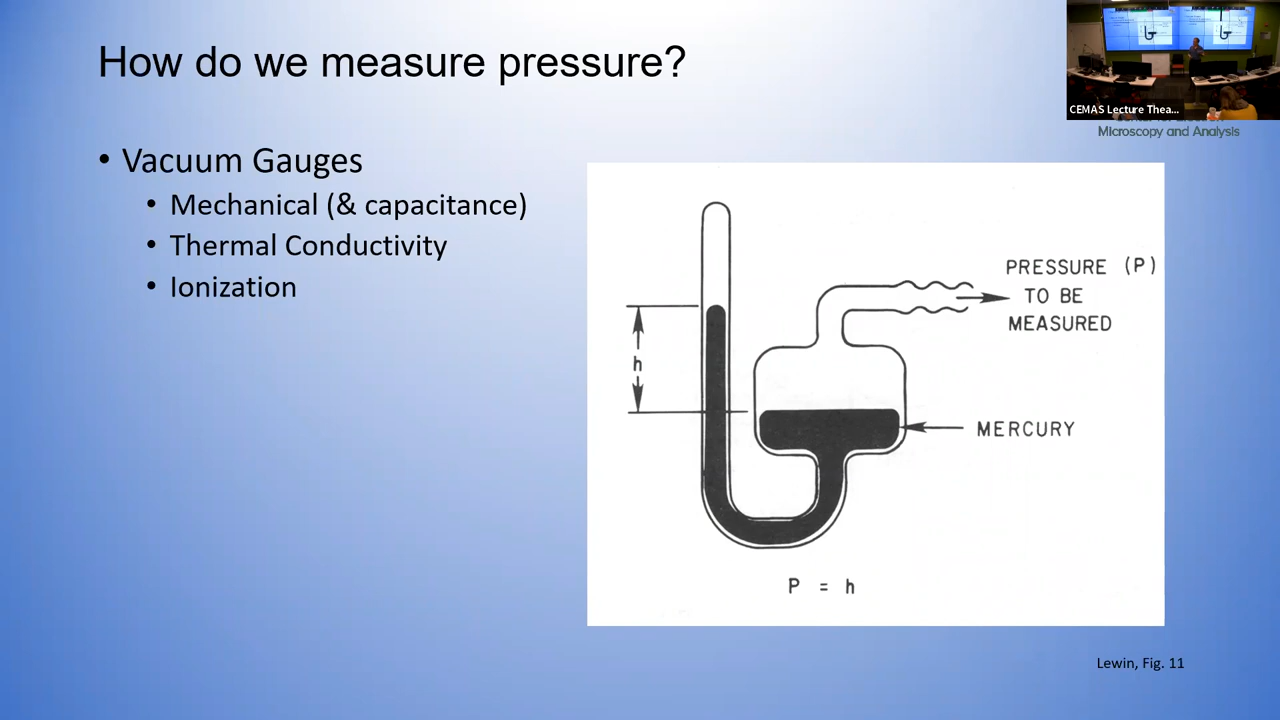 How do we measure pressure?
CEMAS Lecture Thea...
Microscopy and Analysis
• Vacuum Gauges
• Mechanical (& capacitance)
• Thermal Conductivity
• Ionization
PRESSURE (P)
TO BE
MEASURED
h
MERCURY
P = h
Lewin, Fig. 11